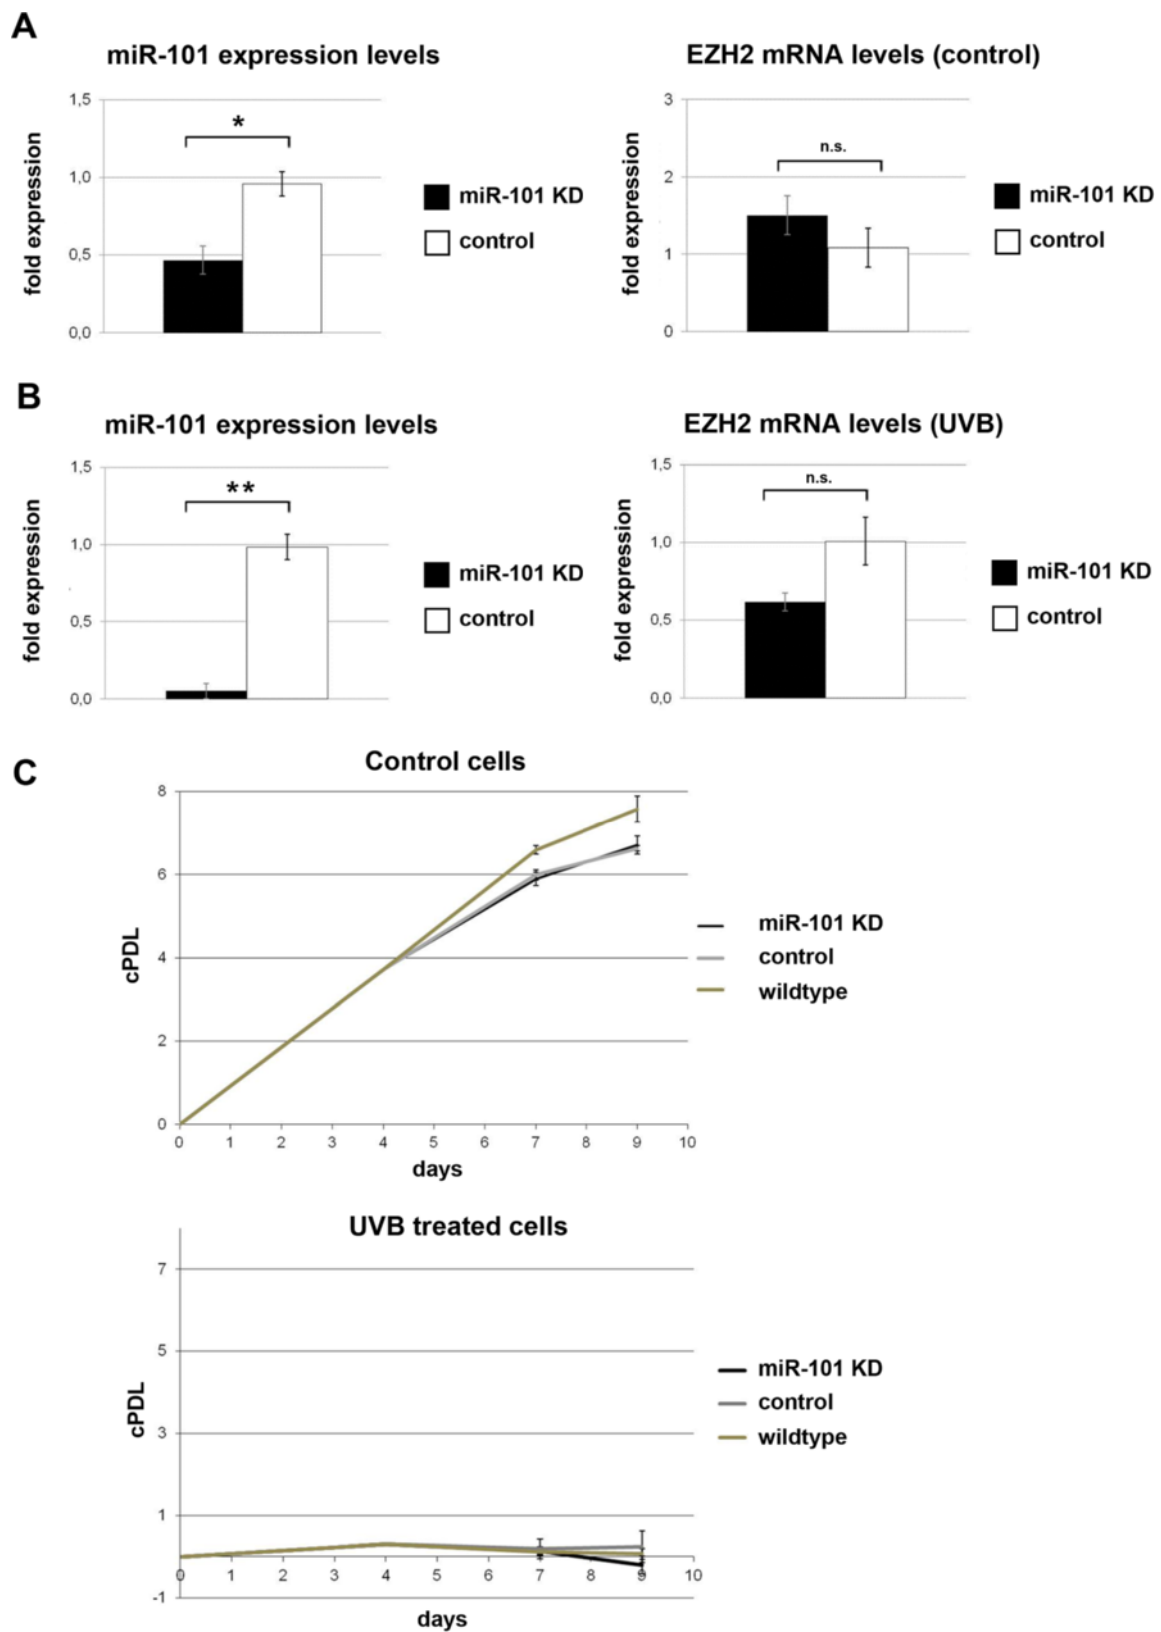 A
miR-101 expression levels
EZH2 mRNA levels (control)
fold expression
1,5
1,0
0,5
0,0
*
miR-101 KD
control
fold expression
3
2
1
0
n.s.
miR-101 KD
control
B
miR-101 expression levels
EZH2 mRNA levels (UVB)
fold expression
1,5
1,0
0,5
0,0
**
miR-101 KD
control
fold expression
1,5
1,0
0,5
0,0
n.s.
miR-101 KD
control
C
Control cells
cPDL
8
6
4
2
0
0 1 2 3 4 5 6 7 8 9 10
days
miR-101 KD
control
wildtype
UVB treated cells
cPDL
7
5
3
1
-1
0 1 2 3 4 5 6 7 8 9 10
days
miR-101 KD
control
wildtype